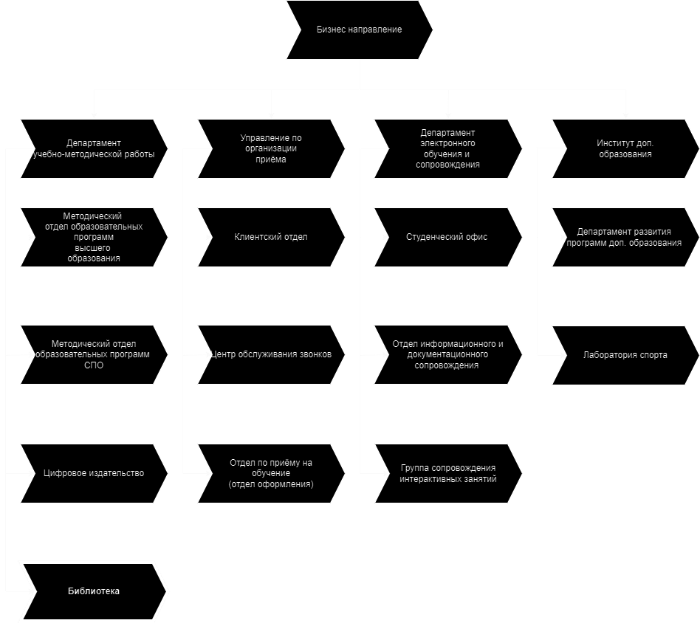 Бизнес направление
Департамент
учебно-методической работы
Управление по
организации
приёма
Департамент
электронного
обучения и
сопровождения
Институт доп.
образования
Методический
отдел образовательных
программ
высшего
образования
Клиентский отдел
Студенческий офис
Департамент развития
программ доп. образования
Методический отдел
образовательных программ
СПО
Центр обслуживания звонков
Отдел информационного и
документационного
сопровождения
Лаборатория спорта
Цифровое издательство
Отдел по приёму на
обучение
(отдел оформления)
Группа сопровождения
интерактивных занятий
Библиотека